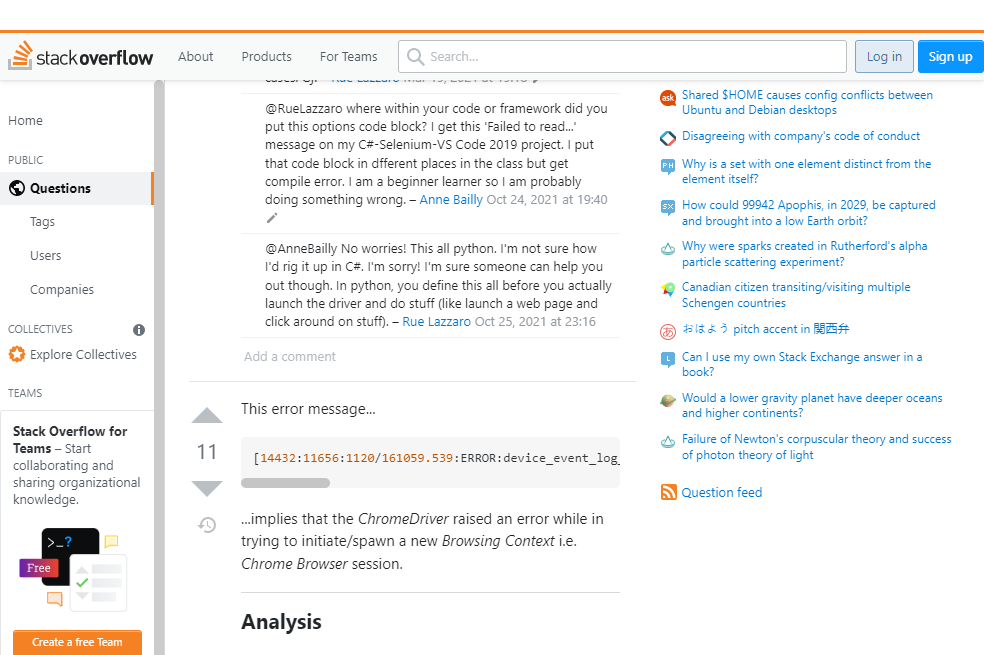 stack overflow
About
Products
For Teams
Search...
Log in
Sign up
Home
PUBLIC
Questions
Tags
Users
Companies
COLLECTIVES
Explore Collectives
TEAMS
Stack Overflow for
Teams – Start
collaborating and
sharing organizational
knowledge.
>_?
Free
Create a free Team
@RueLazzaro where within your code or framework did you
put this options code block? I get this 'Failed to read...'
message on my C#-Selenium-VS Code 2019 project. I put
that code block in dfferent places in the class but get
compile error. I am a beginner learner so I am probably
doing something wrong. – Anne Bailly Oct 24, 2021 at 19:40
@AnneBailly No worries! This all python. I'm not sure how
I'd rig it up in C#. I'm sorry! I'm sure someone can help you
out though. In python, you define this all before you actually
launch the driver and do stuff (like launch a web page and
click around on stuff). – Rue Lazzaro Oct 25, 2021 at 23:16
Add a comment
11
This error message...
[14432:11656:1120/161059.539:ERROR:device_event_log_
...implies that the ChromeDriver raised an error while in
trying to initiate/spawn a new Browsing Context i.e.
Chrome Browser session.
Analysis
ask
Shared $HOME causes config conflicts between
Ubuntu and Debian desktops
Disagreeing with company's code of conduct
PH
Why is a set with one element distinct from the
element itself?
SX
How could 99942 Apophis, in 2029, be captured
and brought into a low Earth orbit?
Why were sparks created in Rutherford's alpha
particle scattering experiment?
Canadian citizen transiting/visiting multiple
Schengen countries
あ
おはよう pitch accent in 関西弁
L
Can I use my own Stack Exchange answer in a
book?
Would a lower gravity planet have deeper oceans
and higher continents?
Failure of Newton's corpuscular theory and success
of photon theory of light
Question feed